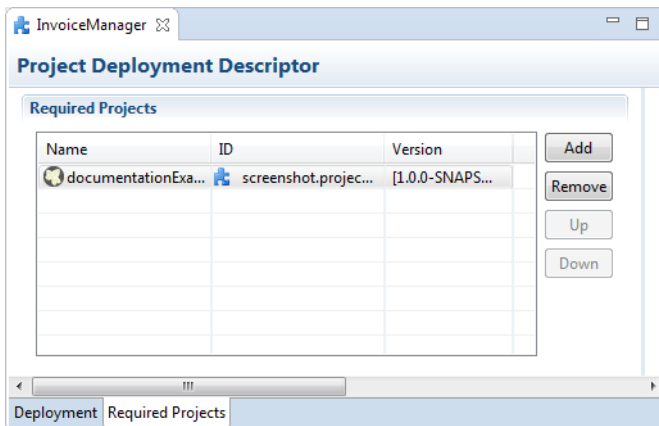 InvoiceManager
Project Deployment Descriptor
Required Projects
Name ID Version
documentationExa... screenshot.projec... [1.0.0-SNAPS...
Add
Remove
Up
Down
Deployment Required Projects